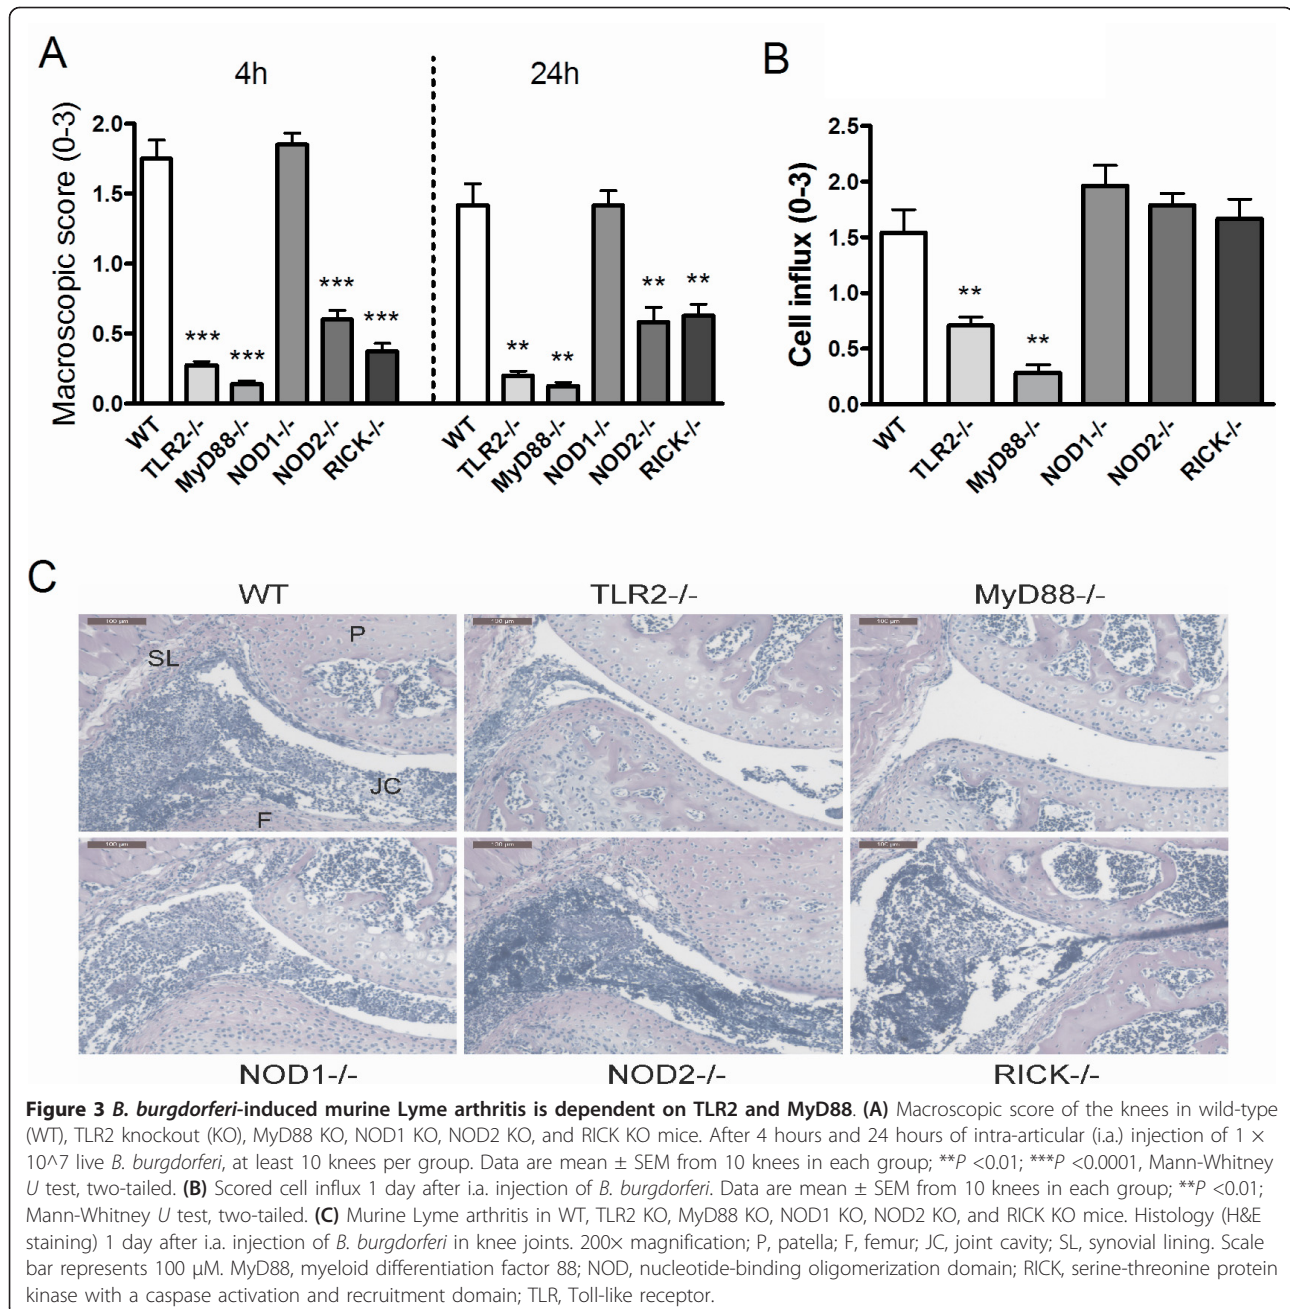 A
4h
24h
Macroscopic score (0-3)
2.0
1.5
1.0
0.5
0.0
WT
TLR2-/-
MyD88-/-
NOD1-/-
NOD2-/-
RICK-/-
WT
TLR2-/-
MyD88-/-
NOD1-/-
NOD2-/-
RICK-/-
***
***
***
***
**
**
**
**
B
Cell influx (0-3)
2.5
2.0
1.5
1.0
0.5
0.0
WT
TLR2-/-
MyD88-/-
NOD1-/-
NOD2-/-
RICK-/-
**
**
C
WT
TLR2-/-
MyD88-/-
100 µm
100 µm
100 µm
P
SL
JC
F
100 µm
100 µm
100 µm
NOD1-/-
NOD2-/-
RICK-/-
Figure 3 B. burgdorferi-induced murine Lyme arthritis is dependent on TLR2 and MyD88. (A) Macroscopic score of the knees in wild-type
(WT), TLR2 knockout (KO), MyD88 KO, NOD1 KO, NOD2 KO, and RICK KO mice. After 4 hours and 24 hours of intra-articular (i.a.) injection of 1 ×
10^7 live B. burgdorferi, at least 10 knees per group. Data are mean ± SEM from 10 knees in each group; **P <0.01; ***P <0.0001, Mann-Whitney
U test, two-tailed. (B) Scored cell influx 1 day after i.a. injection of B. burgdorferi. Data are mean ± SEM from 10 knees in each group; **P <0.01;
Mann-Whitney U test, two-tailed. (C) Murine Lyme arthritis in WT, TLR2 KO, MyD88 KO, NOD1 KO, NOD2 KO, and RICK KO mice. Histology (H&E
staining) 1 day after i.a. injection of B. burgdorferi in knee joints. 200× magnification; P, patella; F, femur; JC, joint cavity; SL, synovial lining. Scale
bar represents 100 µM. MyD88, myeloid differentiation factor 88; NOD, nucleotide-binding oligomerization domain; RICK, serine-threonine protein
kinase with a caspase activation and recruitment domain; TLR, Toll-like receptor.